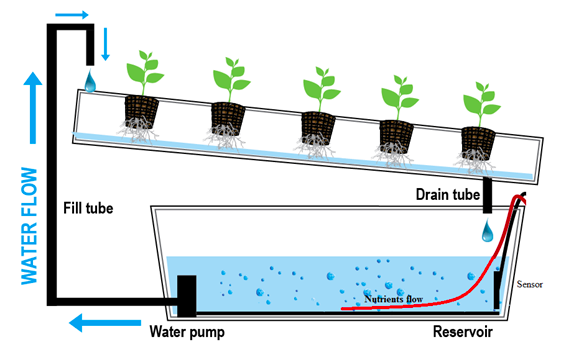 WATER FLOW
Fill tube
Drain tube
Sensor
Nutrients flow
Water pump
Reservoir